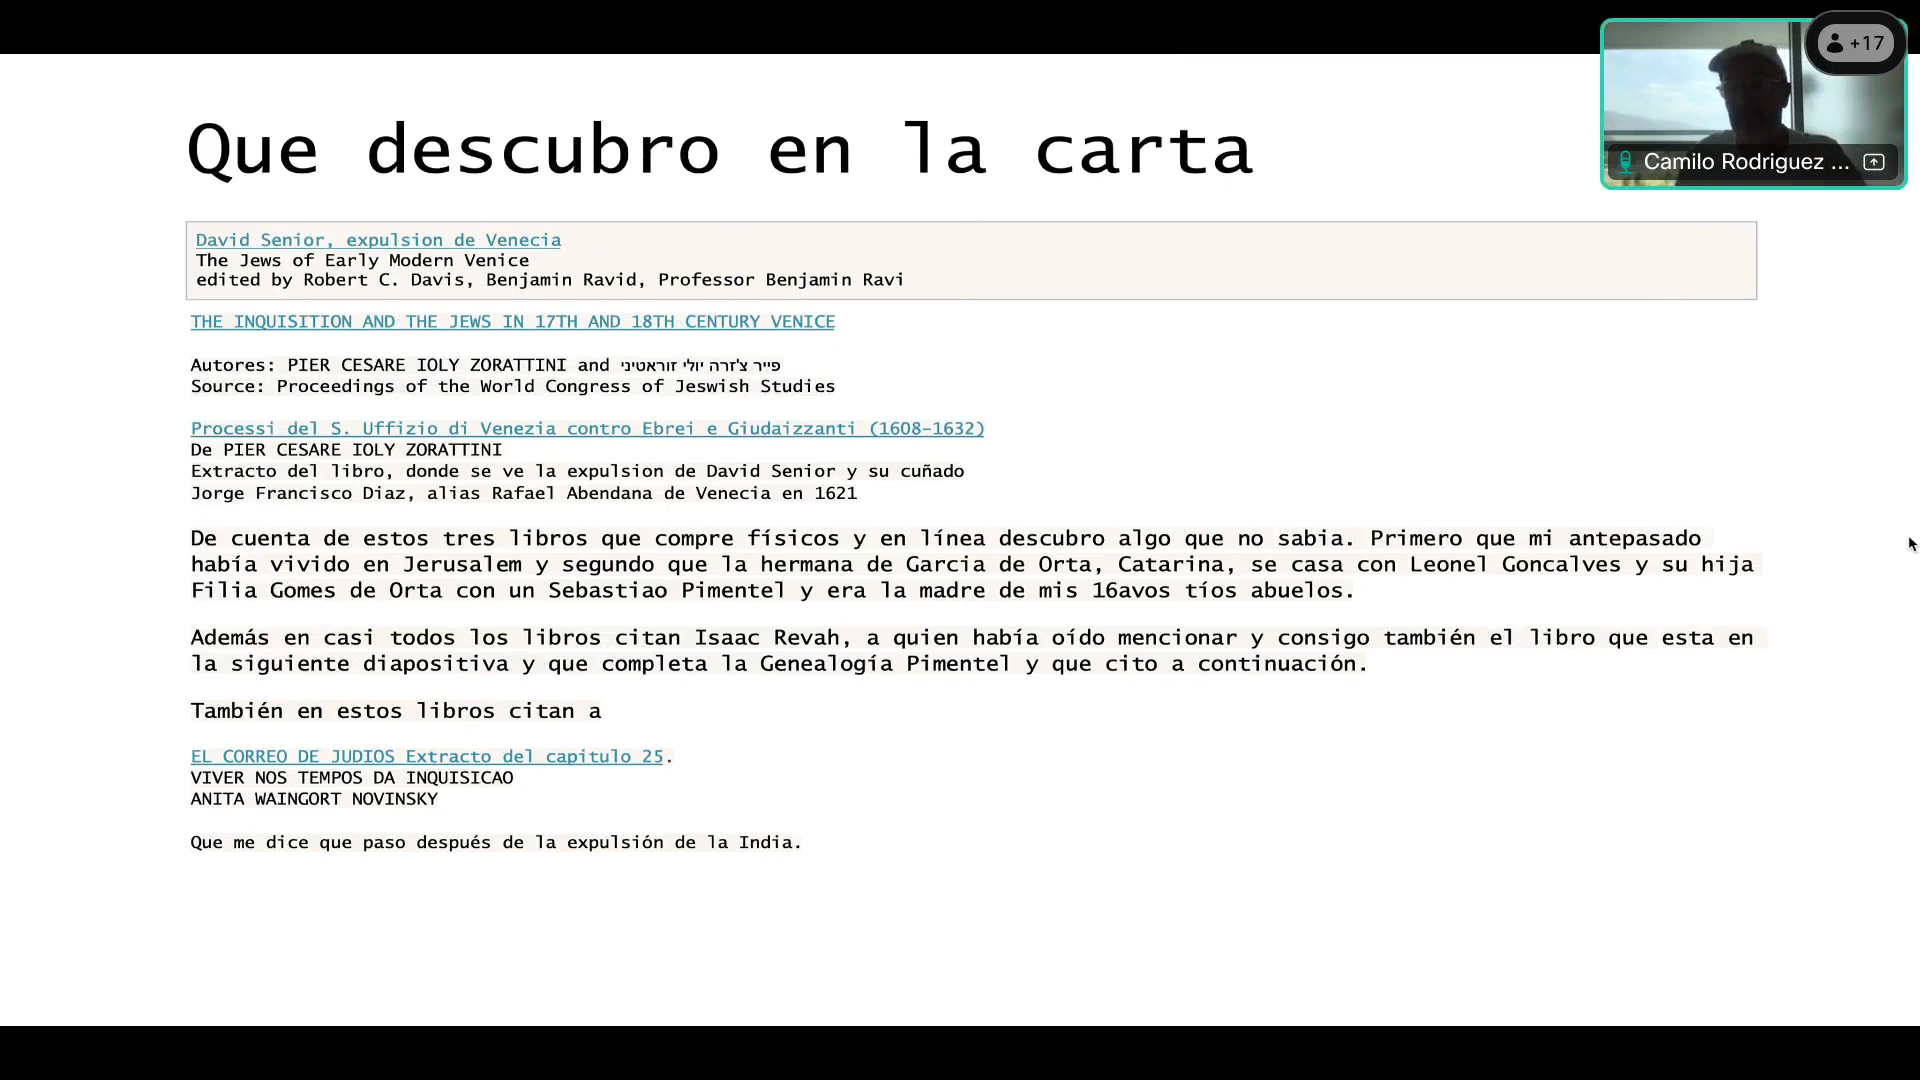 +17
Camilo Rodriguez ...
Que descubro en la carta
David Senior, expulsion de Venecia
The Jews of Early Modern Venice
edited by Robert C. Davis, Benjamin Ravid, Professor Benjamin Ravi
THE INQUISITION AND THE JEWS IN 17TH AND 18TH CENTURY VENICE
Autores: PIER CESARE IOLY ZORATTINI and פייר צ'זרה יולי זוראטיני
Source: Proceedings of the World Congress of Jeswish Studies
Processi del S. Uffizio di Venezia contro Ebrei e Giudaizzanti (1608-1632)
De PIER CESARE IOLY ZORATTINI
Extracto del libro, donde se ve la expulsion de David Senior y su cuñado
Jorge Francisco Diaz, alias Rafael Abendana de Venecia en 1621
De cuenta de estos tres libros que compre físicos y en línea descubro algo que no sabia. Primero que mi antepasado
había vivido en Jerusalem y segundo que la hermana de Garcia de Orta, Catarina, se casa con Leonel Goncalves y su hija
Filia Gomes de Orta con un Sebastiao Pimentel y era la madre de mis 16avos tíos abuelos.
Además en casi todos los libros citan Isaac Revah, a quien había oído mencionar y consigo también el libro que esta en
la siguiente diapositiva y que completa la Genealogía Pimentel y que cito a continuación.
También en estos libros citan a
EL CORREO DE JUDIOS Extracto del capitulo 25.
VIVER NOS TEMPOS DA INQUISICAO
ANITA WAINGORT NOVINSKY
Que me dice que paso después de la expulsión de la India.